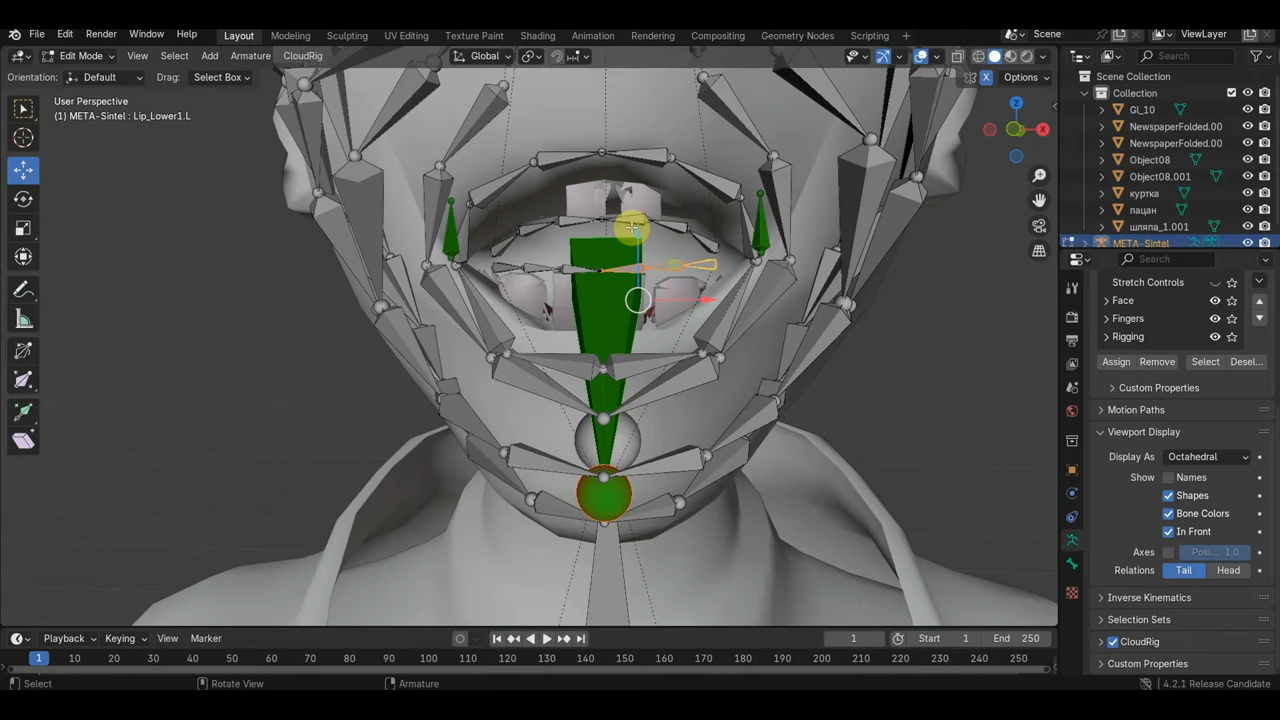 File Edit Render Window Help Layout Modeling Sculpting UV Editing Texture Paint Shading Animation Rendering Compositing Geometry Nodes Scripting + Scene ViewLayer
Edit Mode View Select Add Armature CloudRig Global Search
Orientation: Default Drag: Select Box X Options
User Perspective
(1) META-Sintel : Lip_Lower1.L
Scene Collection
Collection
GI_10
NewspaperFolded.00
NewspaperFolded.00
Object08
Object08.001
куртка
пацан
шляпа_1.001
META-Sintel
Search
Stretch Controls
Face
Fingers
Rigging
Assign Remove Select Desel...
Custom Properties
Motion Paths
Viewport Display
Display As Octahedral
Show Names
Shapes
Bone Colors
In Front
Axes Posi... 1.0
Relations Tail Head
Inverse Kinematics
Selection Sets
CloudRig
Custom Properties
Z
X
Playback Keying View Marker 1 Start 1 End 250
1 10 20 30 40 50 60 70 80 90 100 110 120 130 140 150 160 170 180 190 200 210 220 230 240 250
Select Rotate View Armature 4.2.1 Release Candidate